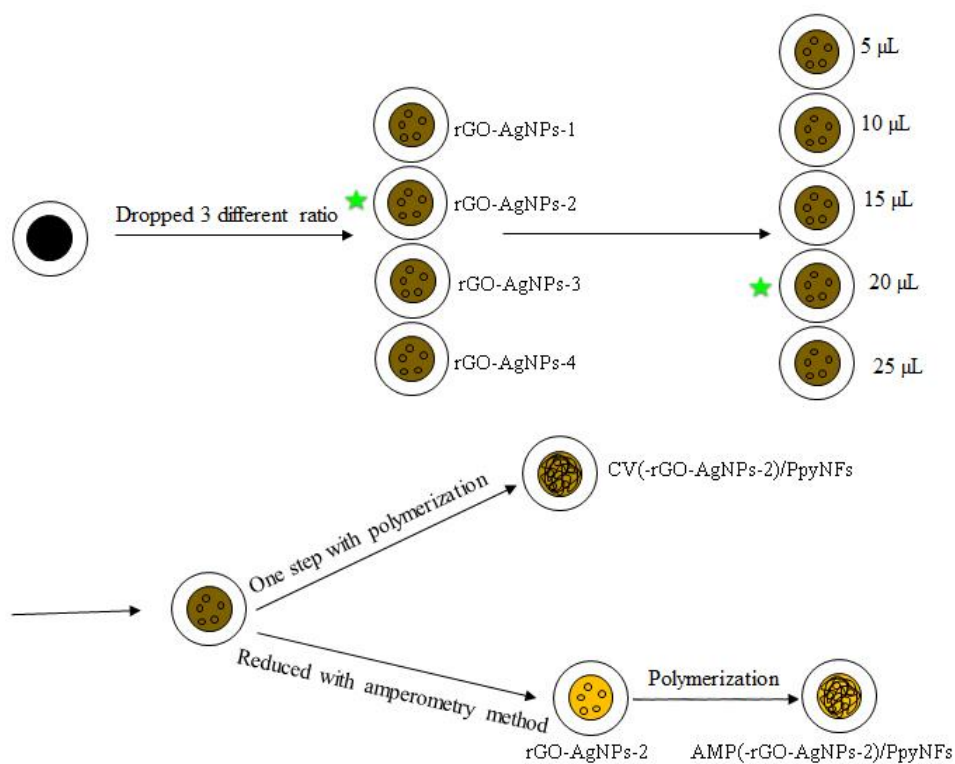 Dropped 3 different ratio
rGO-AgNPs-1
rGO-AgNPs-2
rGO-AgNPs-3
rGO-AgNPs-4
5 μL
10 μL
15 μL
20 μL
25 μL
One step with polymerization
CV(-rGO-AgNPs-2)/PpyNFs
Reduced with amperometry method
rGO-AgNPs-2
Polymerization
AMP(-rGO-AgNPs-2)/PpyNFs